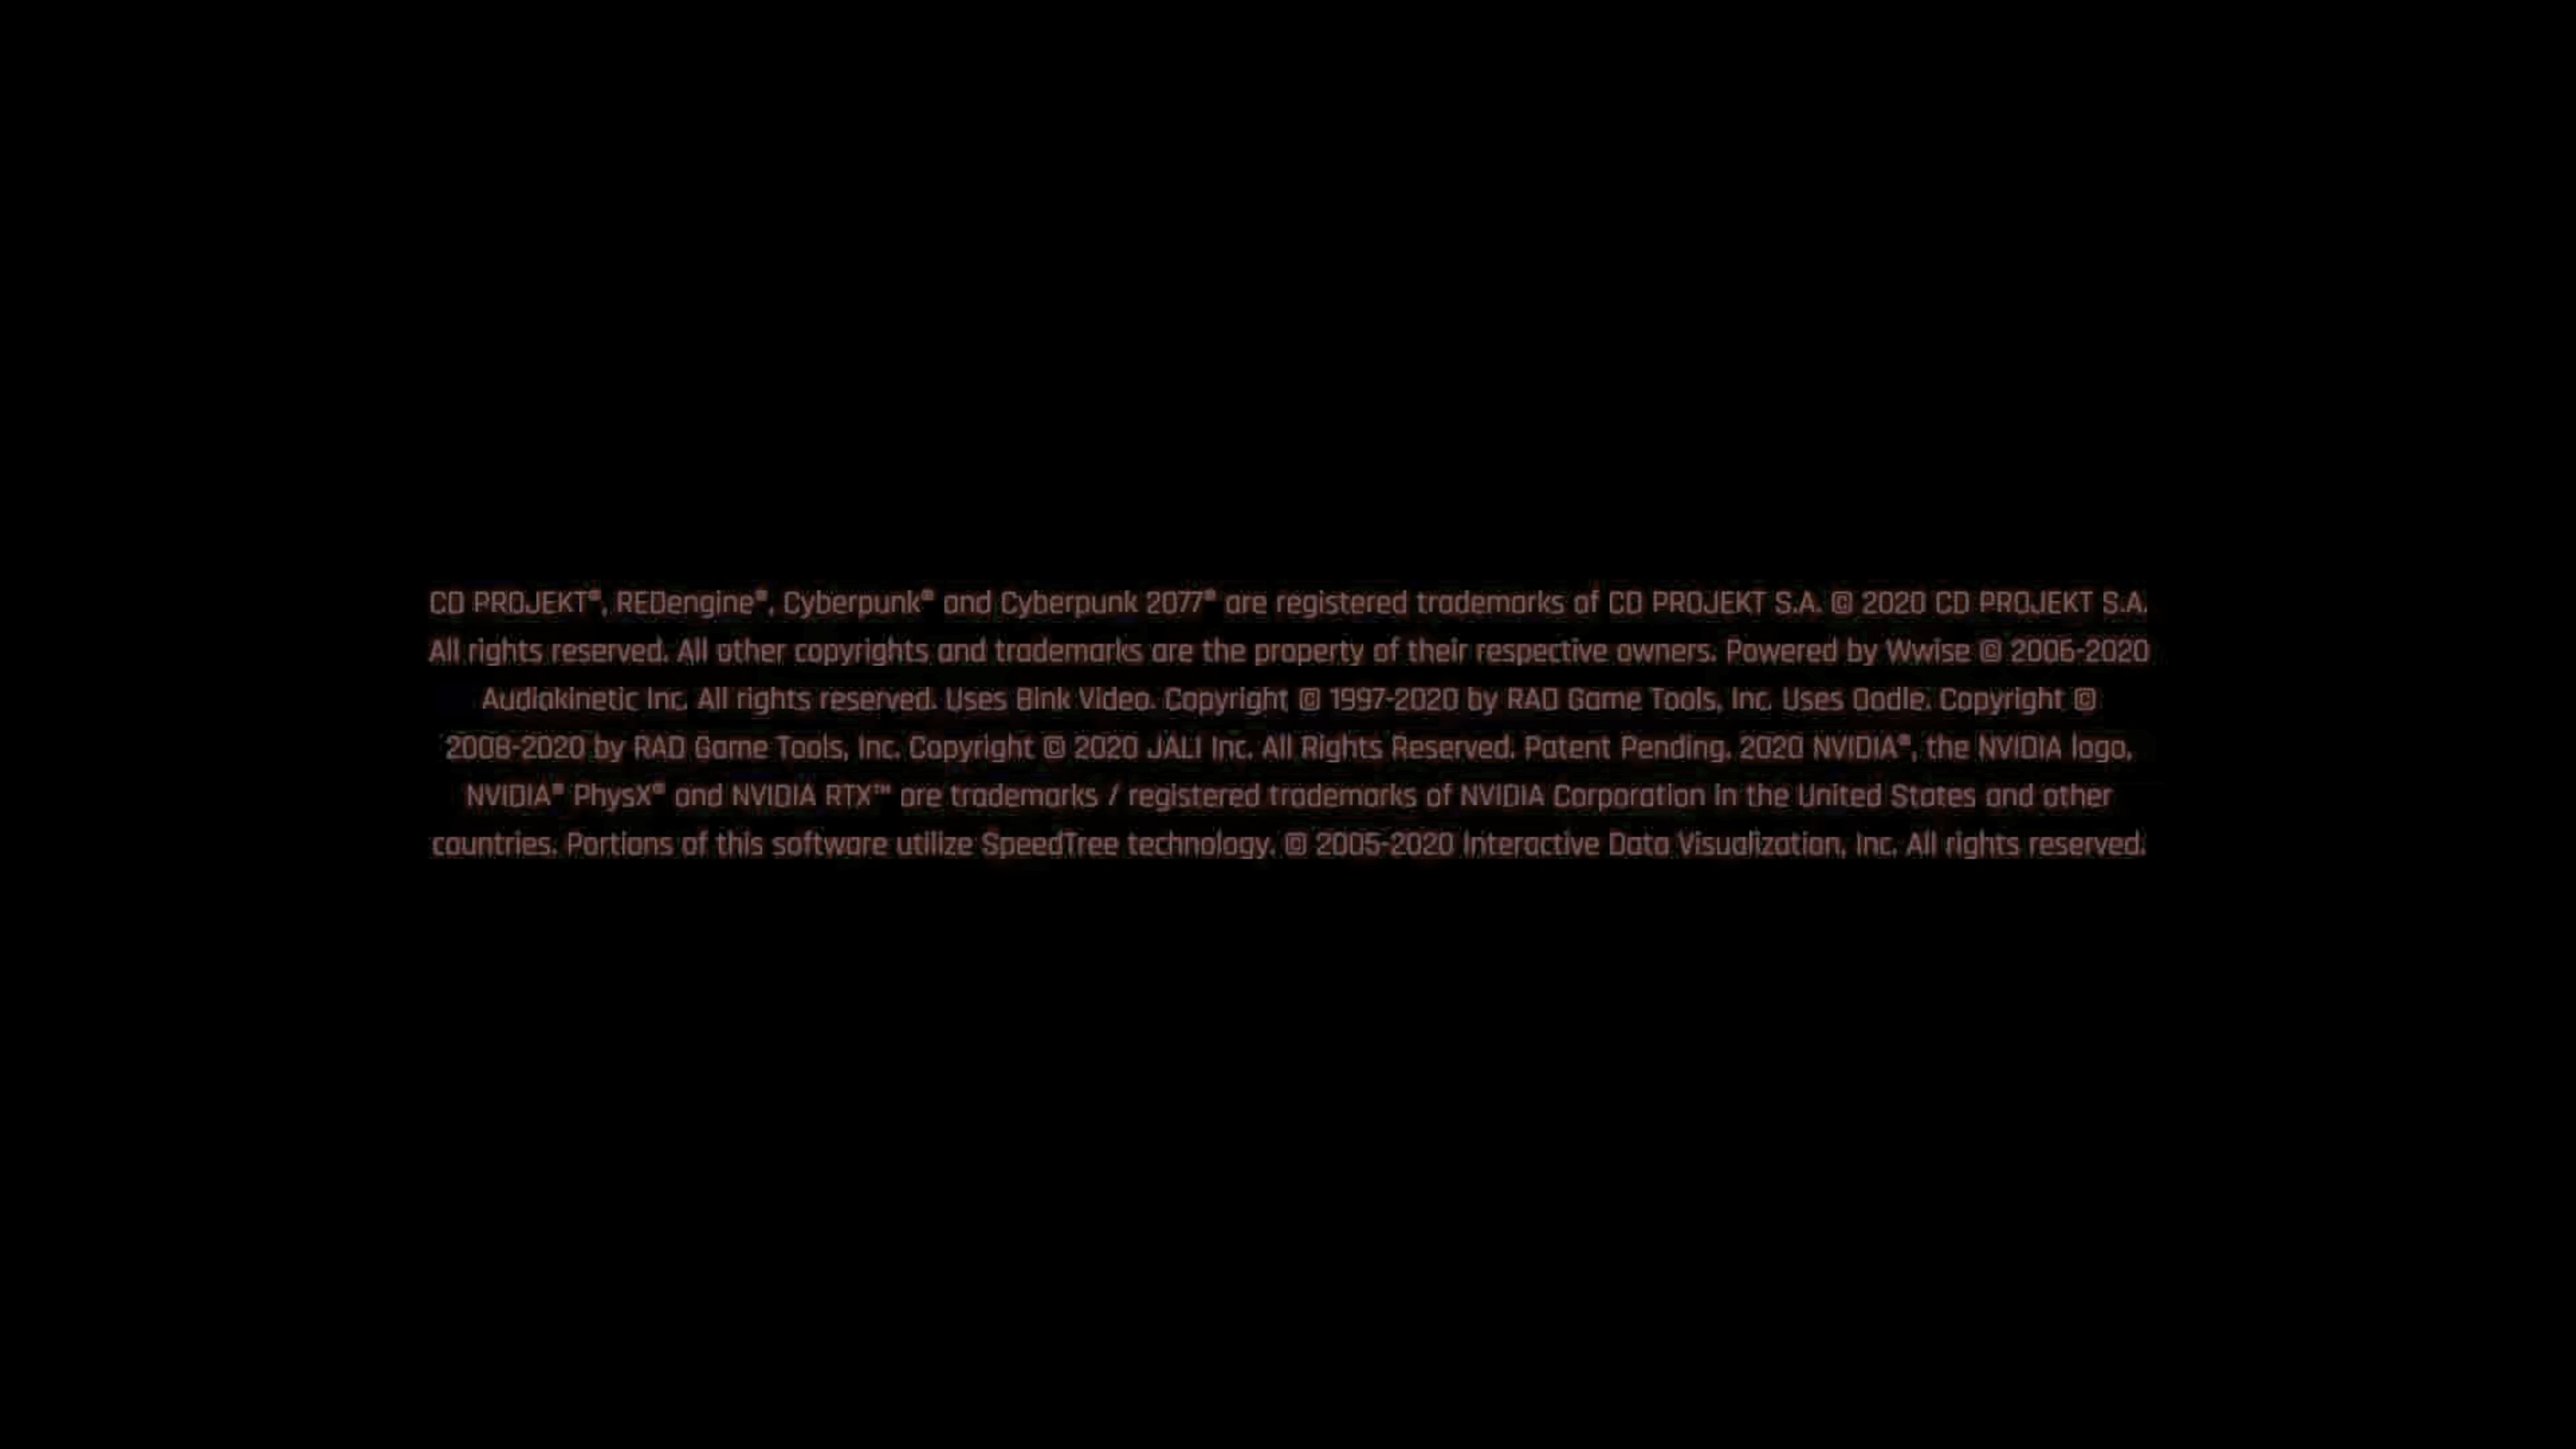 CD PROJEKT®, REDengine®, Cyberpunk® and Cyberpunk 2077® are registered trademarks of CD PROJEKT S.A. © 2020 CD PROJEKT S.A.
All rights reserved. All other copyrights and trademarks are the property of their respective owners. Powered by Wwise © 2006-2020
Audiokinetic Inc. All rights reserved. Uses Bink Video. Copyright © 1997-2020 by RAD Game Tools, Inc. Uses Oodle. Copyright ©
2008-2020 by RAD Game Tools, Inc. Copyright © 2020 JALI Inc. All Rights Reserved. Patent Pending. 2020 NVIDIA®, the NVIDIA logo,
NVIDIA® PhysX® and NVIDIA RTX™ are trademarks / registered trademarks of NVIDIA Corporation in the United States and other
countries. Portions of this software utilize SpeedTree technology. © 2005-2020 Interactive Data Visualization, Inc. All rights reserved.